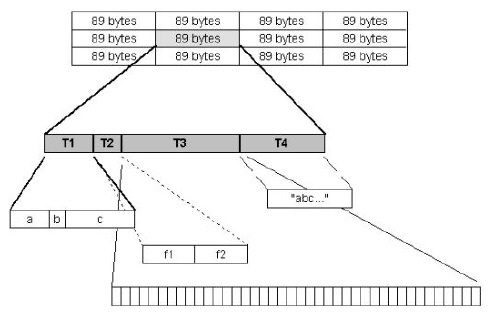 89 bytes 89 bytes 89 bytes 89 bytes
89 bytes 89 bytes 89 bytes 89 bytes
89 bytes 89 bytes 89 bytes 89 bytes
T1 T2 T3 T4
"abc..."
a b c
f1 f2